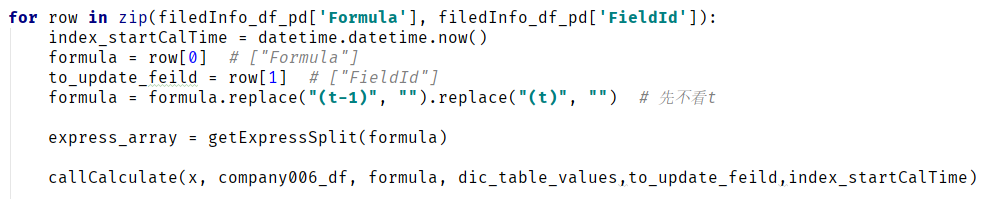 for row in zip(filedInfo_df_pd['Formula'], filedInfo_df_pd['FieldId']):
    index_startCalTime = datetime.datetime.now()
    formula = row[0]  # ["Formula"]
    to_update_feild = row[1]  # ["FieldId"]
    formula = formula.replace("(t-1)", "").replace("(t)", "")  # 先不看t
    express_array = getExpressSplit(formula)
    callCalculate(x, company006_df, formula, dic_table_values,to_update_feild,index_startCalTime)